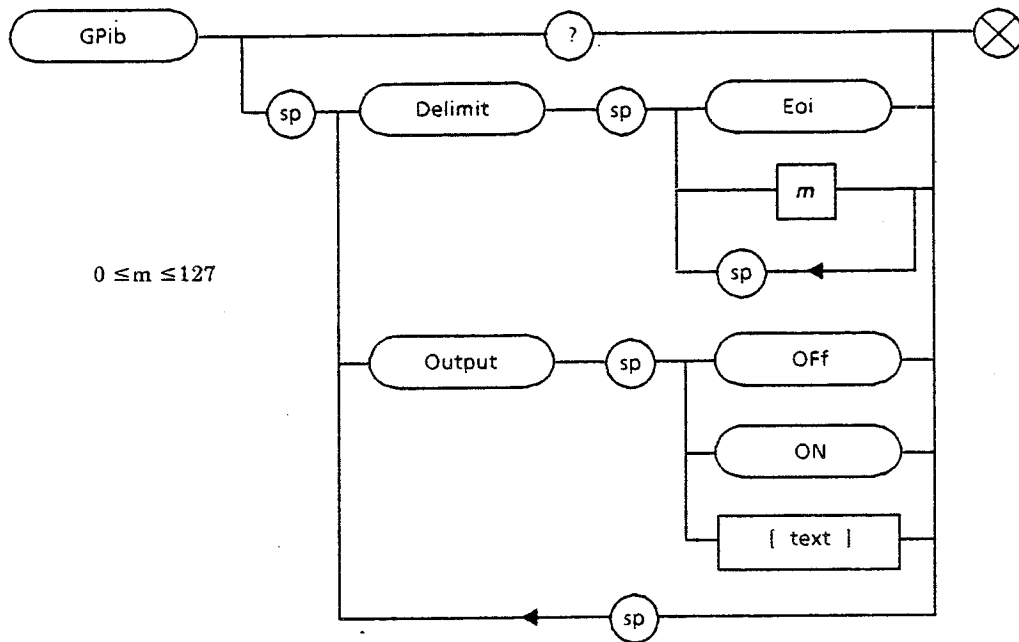 GPib
?
sp
Delimit
sp
Eoi
m
sp
0 ≤m ≤127
Output
sp
OFf
ON
[ text ]
sp